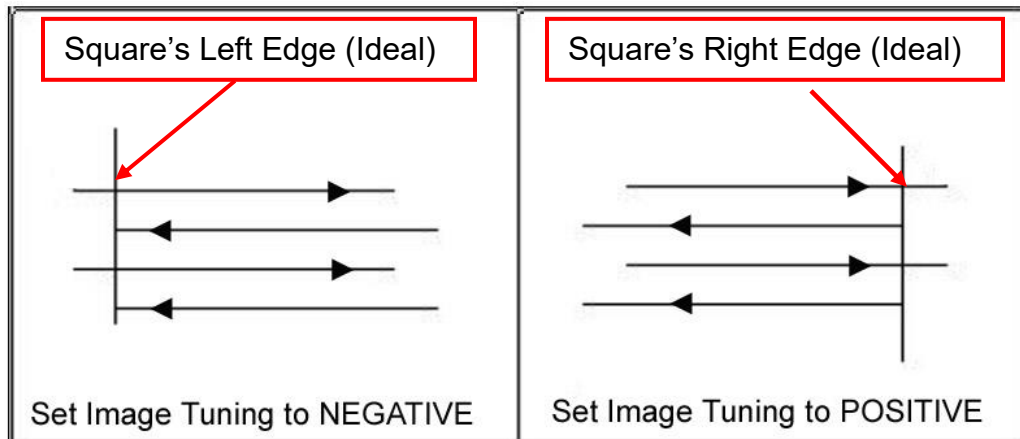 Square’s Left Edge (Ideal)
Square’s Right Edge (Ideal)
Set Image Tuning to NEGATIVE
Set Image Tuning to POSITIVE